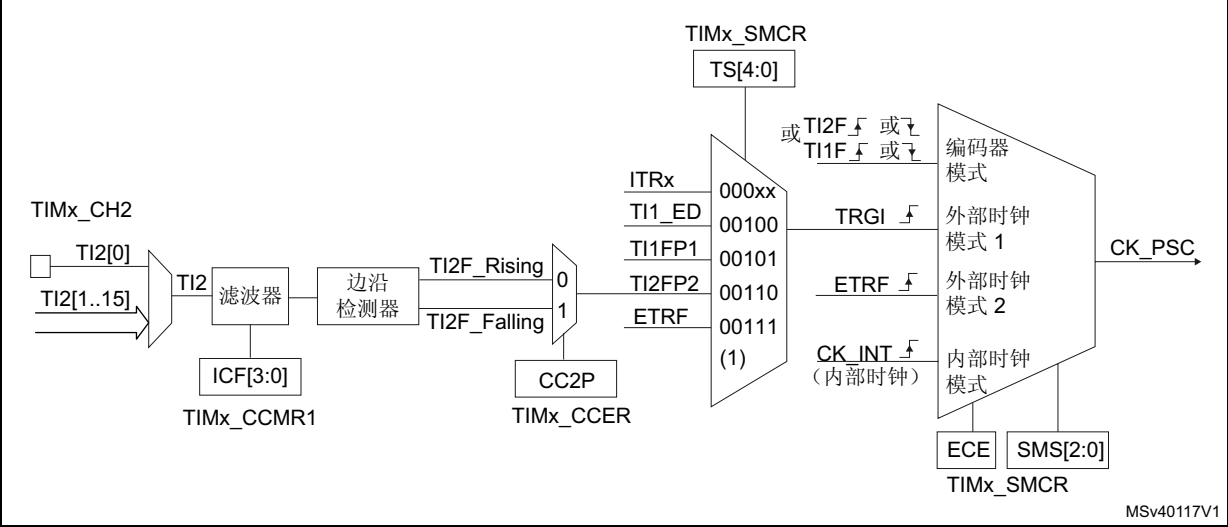 TIMx_SMCR
TS[4:0]
或 TI2F 或
TI1F 或
编码器
模式
ITRx
000xx
TIMx_CH2
TI1_ED
00100
TRGI
外部时钟
模式 1
TI2[0]
TI1FP1
00101
CK_PSC
TI2
滤波器
边沿
检测器
TI2F_Rising
0
TI2FP2
00110
ETRF
外部时钟
模式 2
TI2[1..15]
TI2F_Falling
1
ETRF
00111
(1)
CK_INT
(内部时钟)
内部时钟
模式
ICF[3:0]
TIMx_CCMR1
CC2P
TIMx_CCER
ECE
SMS[2:0]
TIMx_SMCR
MSv40117V1